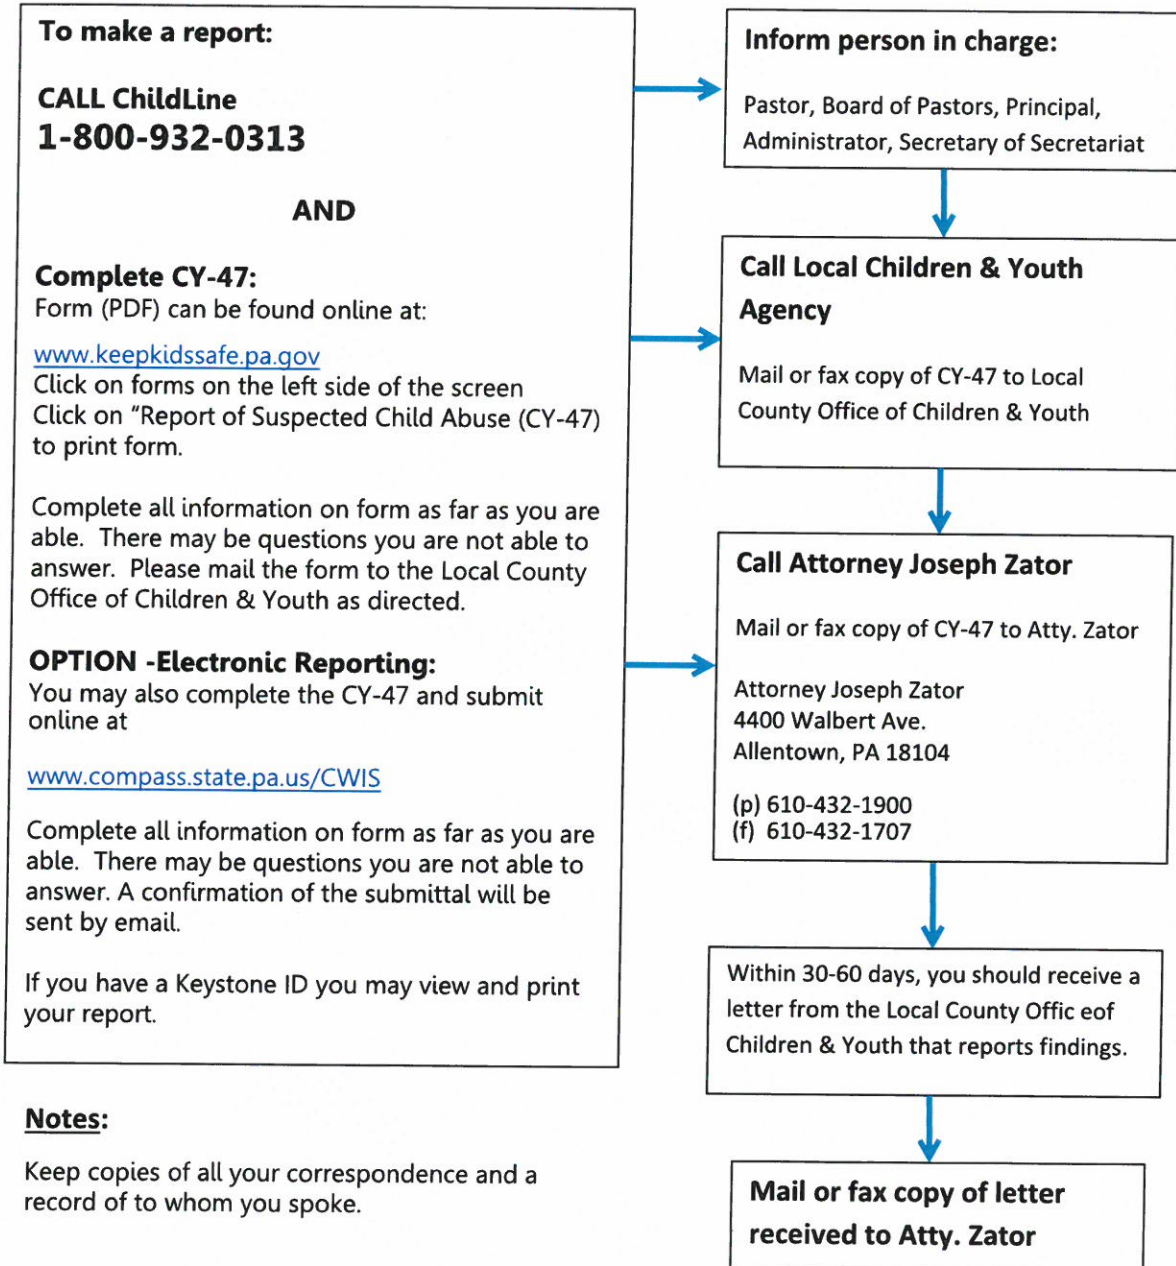 To make a report:
CALL ChildLine
1-800-932-0313
AND
Complete CY-47:
Form (PDF) can be found online at:
www.keepkidssafe.pa.gov
Click on forms on the left side of the screen
Click on "Report of Suspected Child Abuse (CY-47)
to print form.
Complete all information on form as far as you are
able. There may be questions you are not able to
answer. Please mail the form to the Local County
Office of Children & Youth as directed.
OPTION -Electronic Reporting:
You may also complete the CY-47 and submit
online at
www.compass.state.pa.us/CWIS
Complete all information on form as far as you are
able. There may be questions you are not able to
answer. A confirmation of the submittal will be
sent by email.
If you have a Keystone ID you may view and print
your report.
Notes:
Keep copies of all your correspondence and a
record of to whom you spoke.
Inform person in charge:
Pastor, Board of Pastors, Principal,
Administrator, Secretary of Secretariat
Call Local Children & Youth
Agency
Mail or fax copy of CY-47 to Local
County Office of Children & Youth
Call Attorney Joseph Zator
Mail or fax copy of CY-47 to Atty. Zator
Attorney Joseph Zator
4400 Walbert Ave.
Allentown, PA 18104
(p) 610-432-1900
(f) 610-432-1707
Within 30-60 days, you should receive a
letter from the Local County Offic eof
Children & Youth that reports findings.
Mail or fax copy of letter
received to Atty. Zator